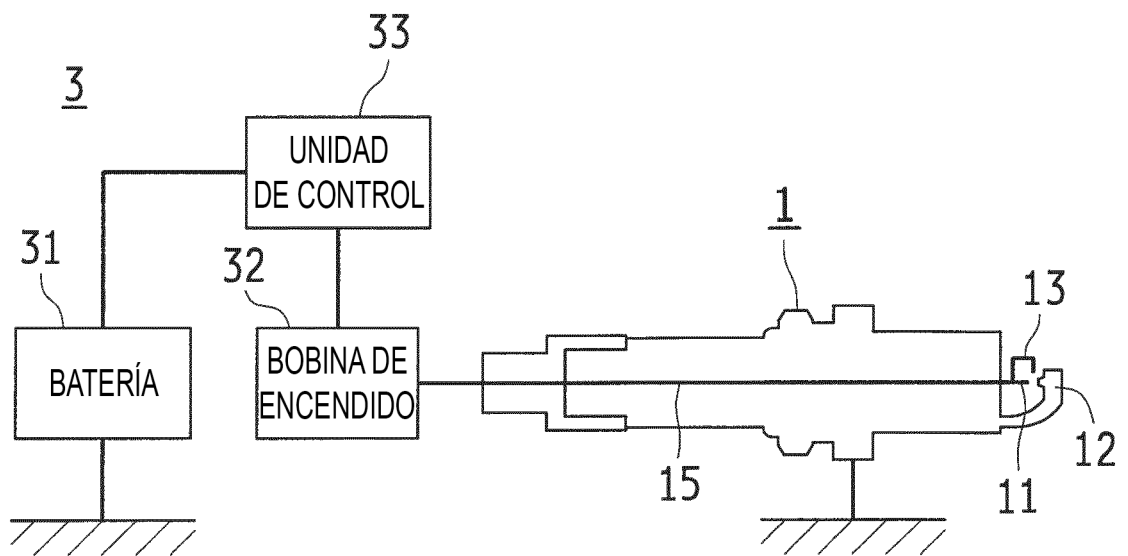 33
3
UNIDAD
DE CONTROL
1
31
32
13
BATERÍA
BOBINA DE
ENCENDIDO
15
11
12